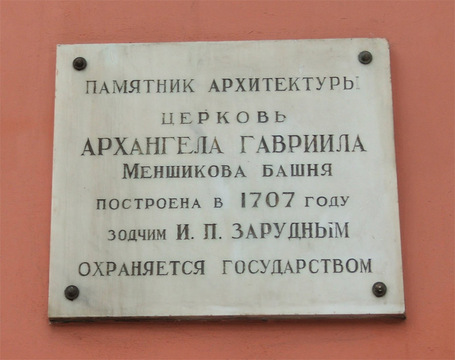 ПАМЯТНИК АРХИТЕКТУРЫ
ЦЕРКОВЬ
АРХАНГЕЛА ГАВРИИЛА
МЕНШИКОВА БАШНЯ
ПОСТРОЕНА В 1707 ГОДУ
ЗОДЧИМ И. П. ЗАРУДНЫМ
ОХРАНЯЕТСЯ ГОСУДАРСТВОМ